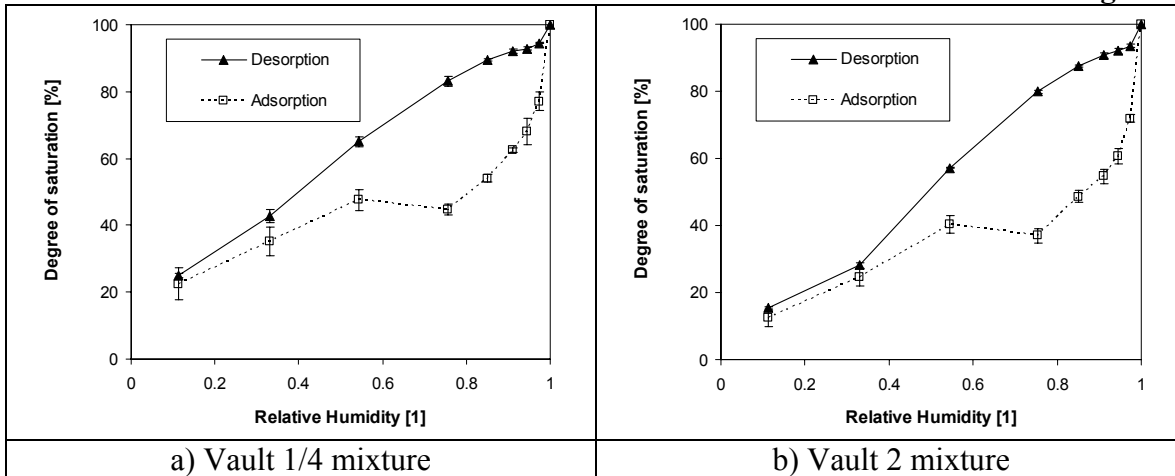 Degree of saturation [%]
100
80
60
40
20
0
Desorption
Adsorption
0 0.2 0.4 0.6 0.8 1
Relative Humidity [1]
a) Vault 1/4 mixture
Degree of saturation [%]
100
80
60
40
20
0
Desorption
Adsorption
0 0.2 0.4 0.6 0.8 1
Relative Humidity [1]
b) Vault 2 mixture